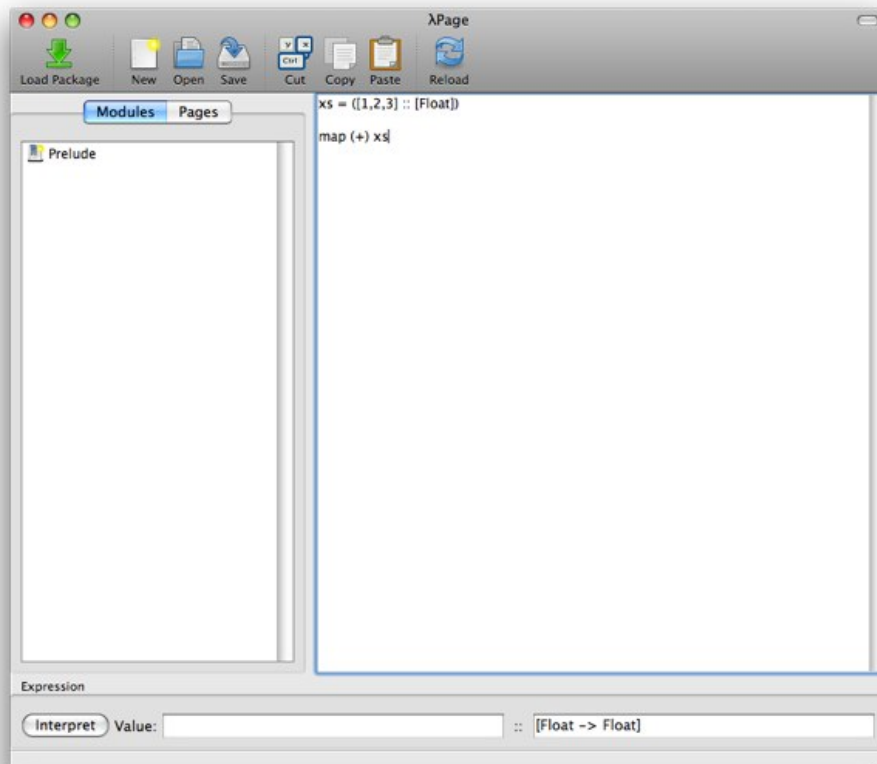 λPage
Load Package New Open Save Cut Copy Paste Reload
Y X
Ctrl
Modules Pages
Prelude
xs = ([1,2,3] :: [Float])
map (+) xs
Expression
Interpret Value: :: [Float -> Float]